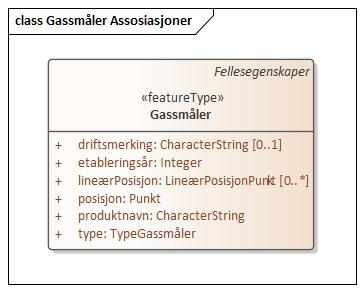 class Gassmåler Assosiasjoner
Fellesegenskaper
«featureType»
Gassmåler
+ driftsmerking: CharacterString [0..1]
+ etableringsår: Integer
+ lineærPosisjon: LineærPosisjonPunkt [0..*]
+ posisjon: Punkt
+ produktnavn: CharacterString
+ type: TypeGassmåler